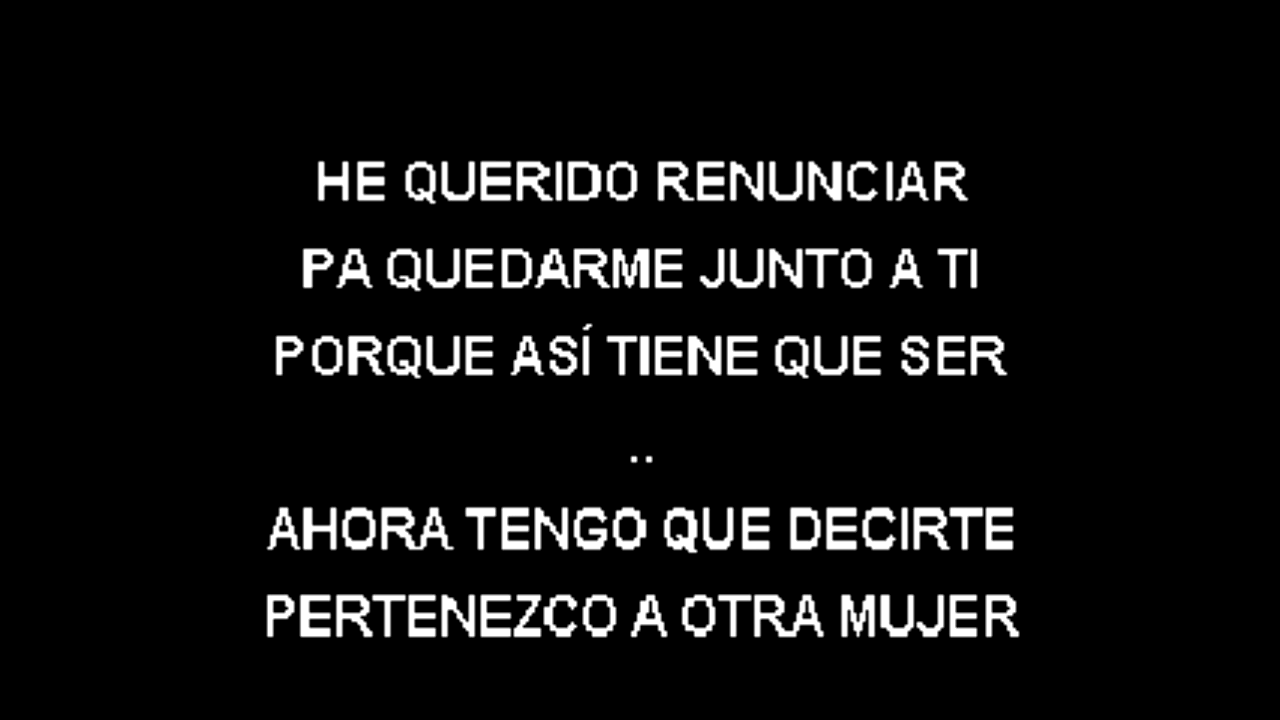 HE QUERIDO RENUNCIAR
PA QUEDARME JUNTO A TI
PORQUE ASÍ TIENE QUE SER
..
AHORA TENGO QUE DECIRTE
PERTENEZCO A OTRA MUJER